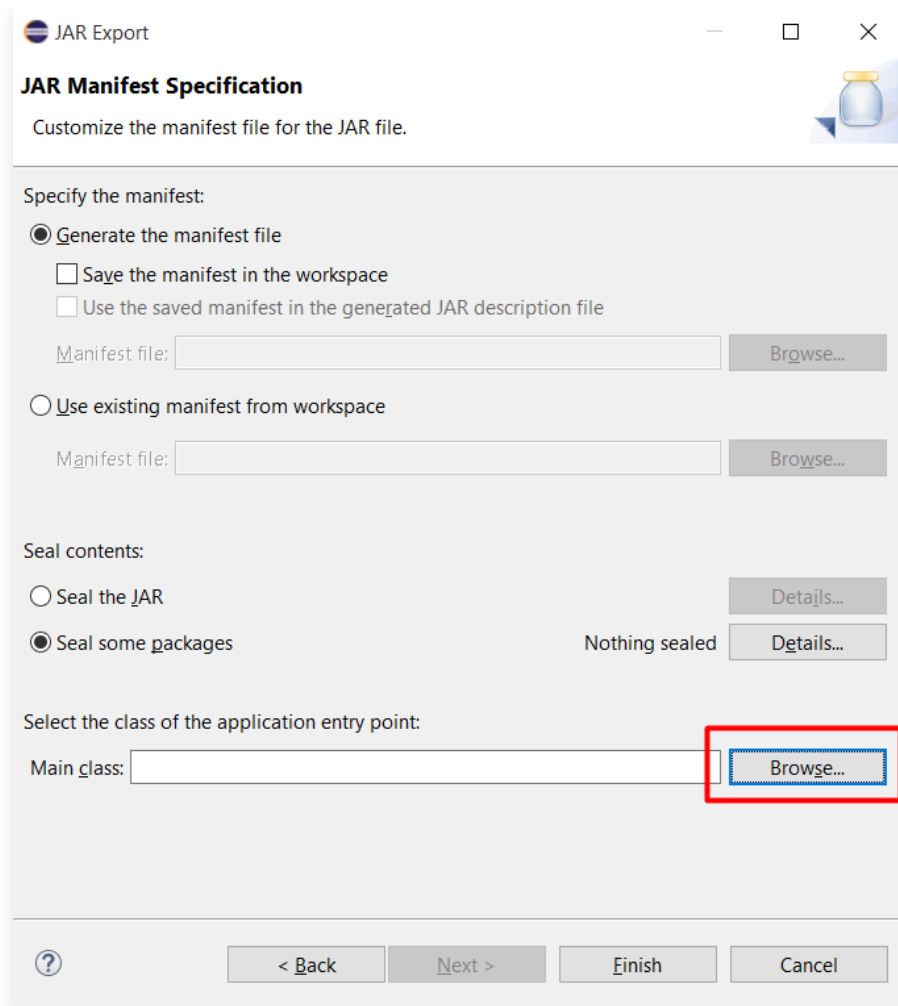 JAR Export
JAR Manifest Specification
Customize the manifest file for the JAR file.
Specify the manifest:
Generate the manifest file
Save the manifest in the workspace
Use the saved manifest in the generated JAR description file
Manifest file:
Browse...
Use existing manifest from workspace
Manifest file:
Browse...
Seal contents:
Seal the JAR
Details...
Seal some packages
Nothing sealed
Details...
Select the class of the application entry point:
Main class:
Browse...
?
< Back
Next >
Finish
Cancel